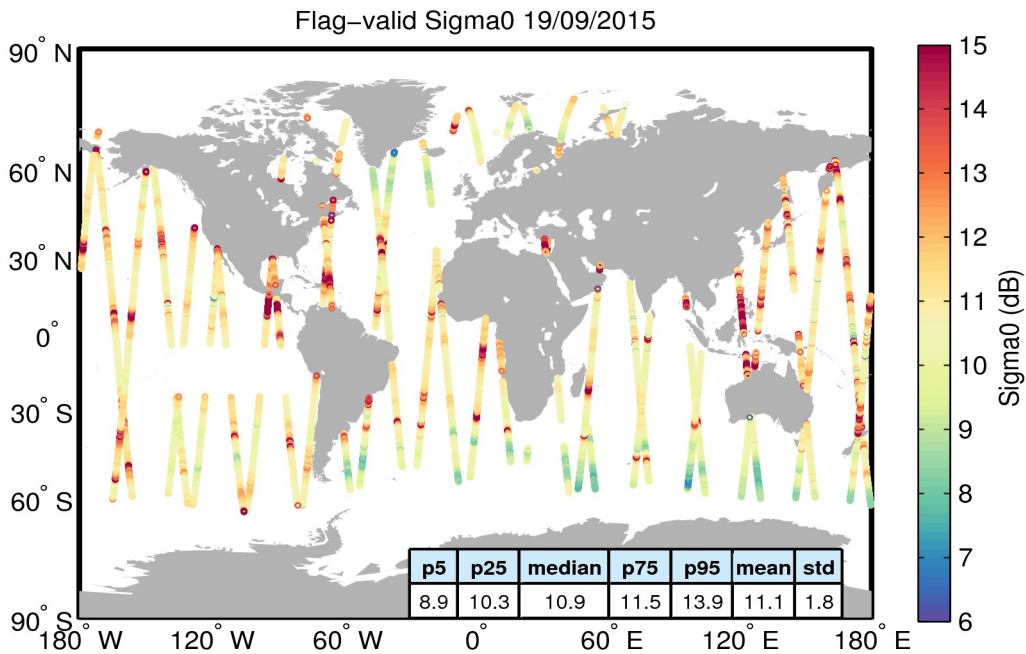 Flag−valid Sigma0 19/09/2015
90° N
60° N
30° N
0°
30° S
60° S
90° S
180° W
120° W
60° W
0°
60° E
120° E
180° E
p5 p25 median p75 p95 mean std
8.9 10.3 10.9 11.5 13.9 11.1 1.8
15
14
13
12
11
10
9
8
7
6
Sigma0 (dB)